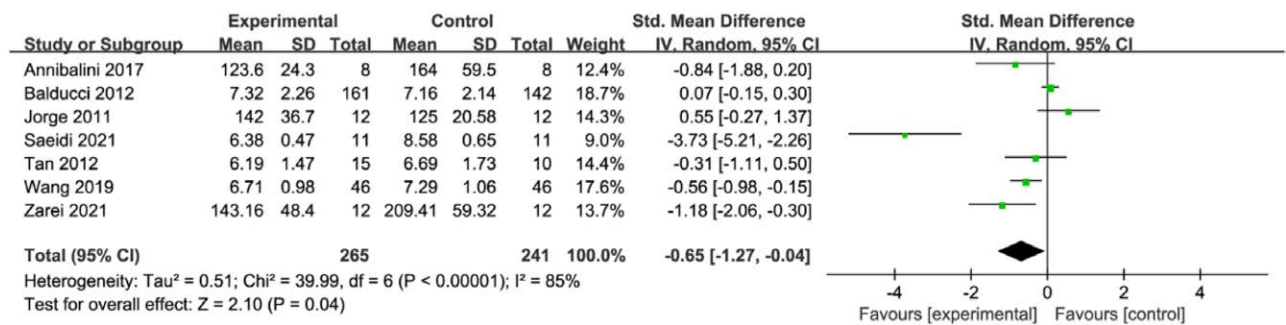 Experimental Control Std. Mean Difference Std. Mean Difference
Study or Subgroup Mean SD Total Mean SD Total Weight IV, Random, 95% CI IV, Random, 95% CI
Annibalini 2017 123.6 24.3 8 164 59.5 8 12.4% -0.84 [-1.88, 0.20]
Balducci 2012 7.32 2.26 161 7.16 2.14 142 18.7% 0.07 [-0.15, 0.30]
Jorge 2011 142 36.7 12 125 20.58 12 14.3% 0.55 [-0.27, 1.37]
Saeidi 2021 6.38 0.47 11 8.58 0.65 11 9.0% -3.73 [-5.21, -2.26]
Tan 2012 6.19 1.47 15 6.69 1.73 10 14.4% -0.31 [-1.11, 0.50]
Wang 2019 6.71 0.98 46 7.29 1.06 46 17.6% -0.56 [-0.98, -0.15]
Zarei 2021 143.16 48.4 12 209.41 59.32 12 13.7% -1.18 [-2.06, -0.30]
Total (95% CI) 265 241 100.0% -0.65 [-1.27, -0.04]
Heterogeneity: Tau² = 0.51; Chi² = 39.99, df = 6 (P < 0.00001); I² = 85%
Test for overall effect: Z = 2.10 (P = 0.04)
-4 -2 0 2 4
Favours [experimental] Favours [control]